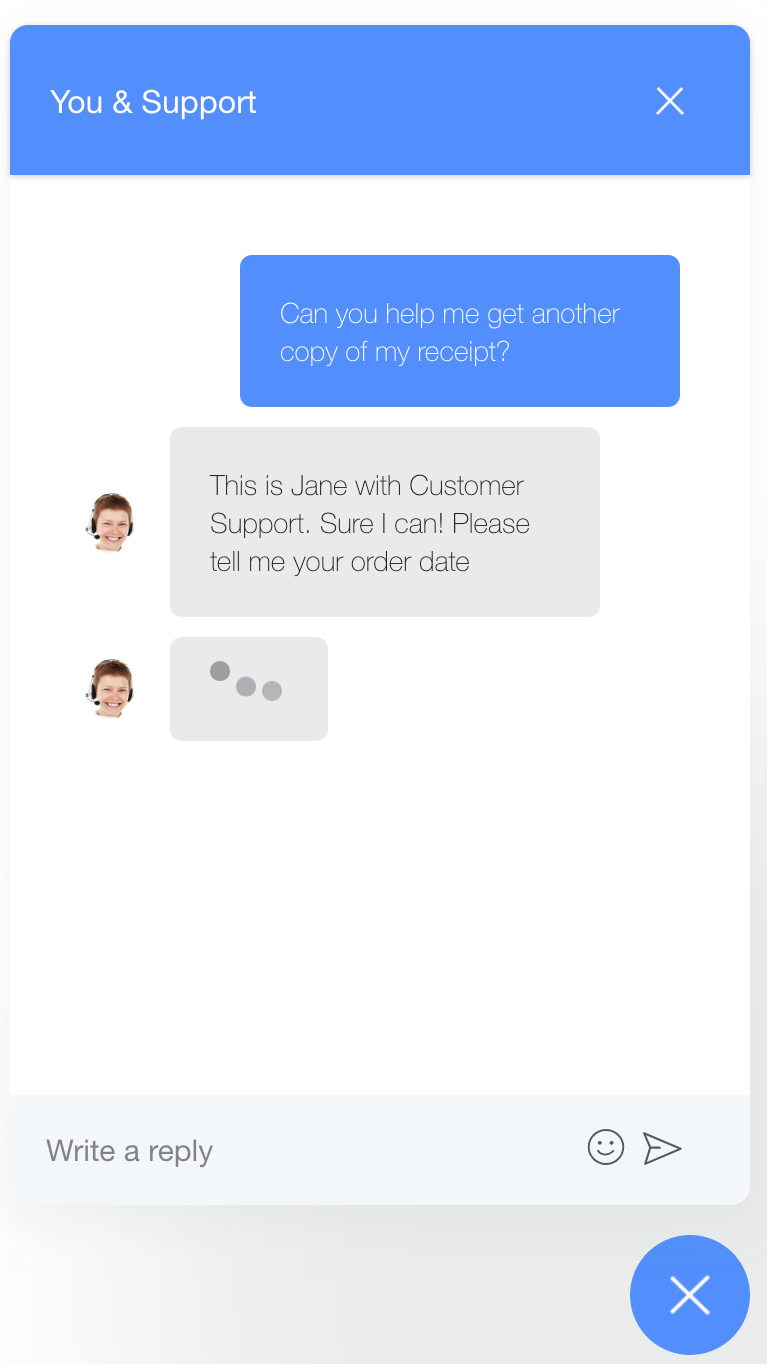 You & Support
Can you help me get another
copy of my receipt?
This is Jane with Customer
Support. Sure I can! Please
tell me your order date
Write a reply